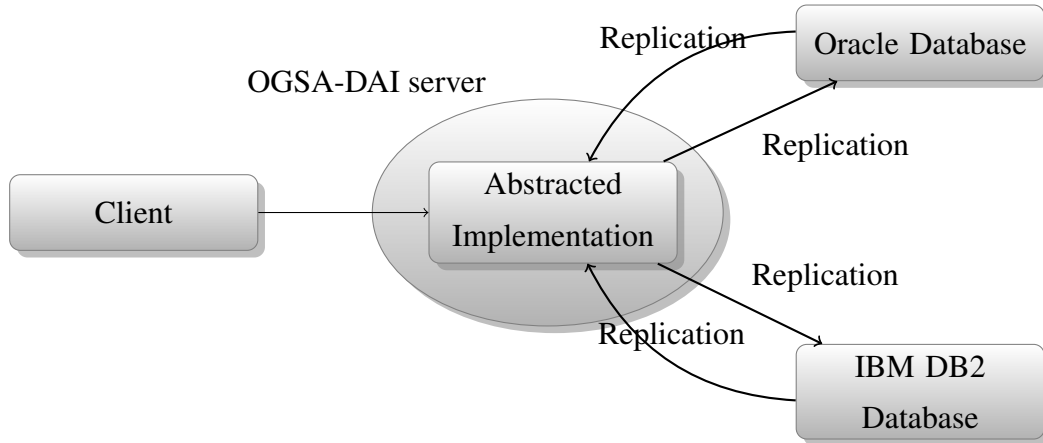 Replication
Oracle Database
OGSA-DAI server
Replication
Abstracted
Implementation
Client
Replication
Replication
IBM DB2
Database